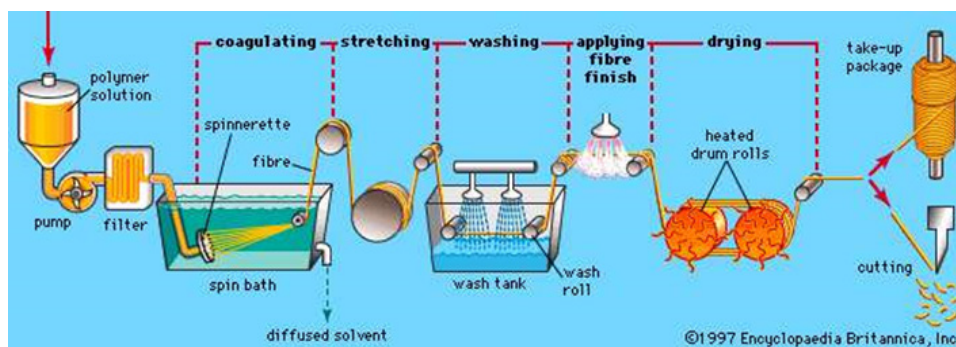 coagulating
stretching
washing
applying
fibre
finish
drying
take-up
package
polymer
solution
spinnerette
fibre
heated
drum rolls
pump
filter
spin bath
wash tank
wash
roll
cutting
diffused solvent
©1997 Encyclopaedia Britannica, Inc